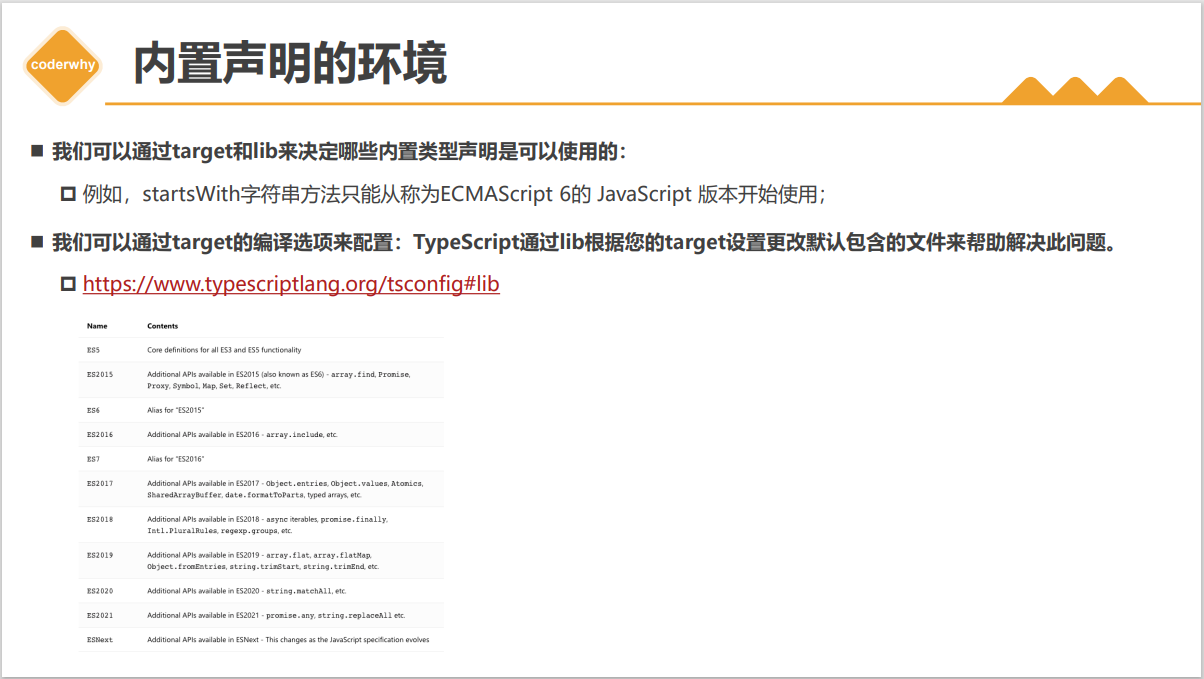 coderwhy
内置声明的环境
我们可以通过target和lib来决定哪些内置类型声明是可以使用的：
例如，startsWith字符串方法只能从称为ECMAScript 6的 JavaScript 版本开始使用；
我们可以通过target的编译选项来配置：TypeScript通过lib根据您的target设置更改默认包含的文件来帮助解决此问题。
https://www.typescriptlang.org/tsconfig#lib
Name Contents
ES5 Core definitions for all ES3 and ES5 functionality
ES2015 Additional APIs available in ES2015 (also known as ES6) - array.find, Promise,
Proxy, Symbol, Map, Set, Reflect, etc.
ES6 Alias for "ES2015"
ES2016 Additional APIs available in ES2016 - array.include, etc.
ES7 Alias for "ES2016"
ES2017 Additional APIs available in ES2017 - Object.entries, Object.values, Atomics,
SharedArrayBuffer, date.formatToParts, typed arrays, etc.
ES2018 Additional APIs available in ES2018 - async iterables, promise.finally,
Intl.PluralRules, regexp.groups, etc.
ES2019 Additional APIs available in ES2019 - array.flat, array.flatMap,
Object.fromEntries, string.trimStart, string.trimEnd, etc.
ES2020 Additional APIs available in ES2020 - string.matchAll, etc.
ES2021 Additional APIs available in ES2021 - promise.any, string.replaceAll etc.
ESNext Additional APIs available in ESNext - This changes as the JavaScript specification evolves